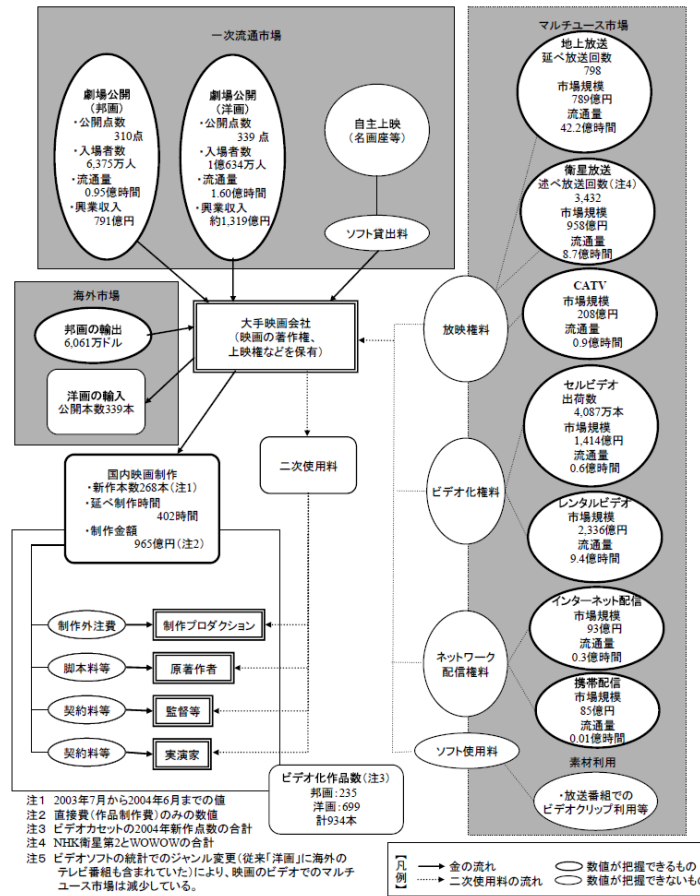 一次流通市場
劇場公開
(邦画)
・公開点数
310点
・入場者数
6,375万人
・流通量
0.95億時間
・興業収入
791億円
劇場公開
(洋画)
・公開点数
339 点
・入場者数
1億634万人
・流通量
1.60億時間
・興業収入
約1,319億円
自主上映
(名画座等)
ソフト貸出料
海外市場
邦画の輸出
6,061万ドル
洋画の輸入
公開本数339本
大手映画会社
(映画の著作権、
上映権などを保有)
国内映画制作
・新作本数268本(注1)
・延べ制作時間
402時間
・制作金額
965億円(注2)
二次使用料
制作外注費
制作プロダクション
脚本料等
原著作者
契約料等
監督等
契約料等
実演家
ビデオ化作品数(注3)
邦画:235
洋画:699
計934本
放映権料
ビデオ化権料
ネットワーク
配信権料
ソフト使用料
マルチユース市場
地上放送
延べ放送回数
798
市場規模
789億円
流通量
42.2億時間
衛星放送
述べ放送回数(注4)
3,432
市場規模
958億円
流通量
8.7億時間
CATV
市場規模
208億円
流通量
0.9億時間
セルビデオ
出荷数
4,087万本
市場規模
1,414億円
流通量
0.6億時間
レンタルビデオ
市場規模
2,336億円
流通量
9.4億時間
インターネット配信
市場規模
93億円
流通量
0.3億時間
携帯配信
市場規模
85億円
流通量
0.01億時間
素材利用
・放送番組での
ビデオクリップ利用等
注1 2003年7月から2004年6月までの値
注2 直接費(作品制作費)のみの数値
注3 ビデオカセットの2004年新作点数の合計
注4 NHK衛星第2とWOWOWの合計
注5 ビデオソフトの統計でのジャンル変更(従来「洋画」に海外の
テレビ番組も含まれていた)により、映画のビデオでのマルチ
ユース市場は減少している。
【凡例】
金の流れ
数値が把握できるもの
二次使用料の流れ
数値が把握できないもの